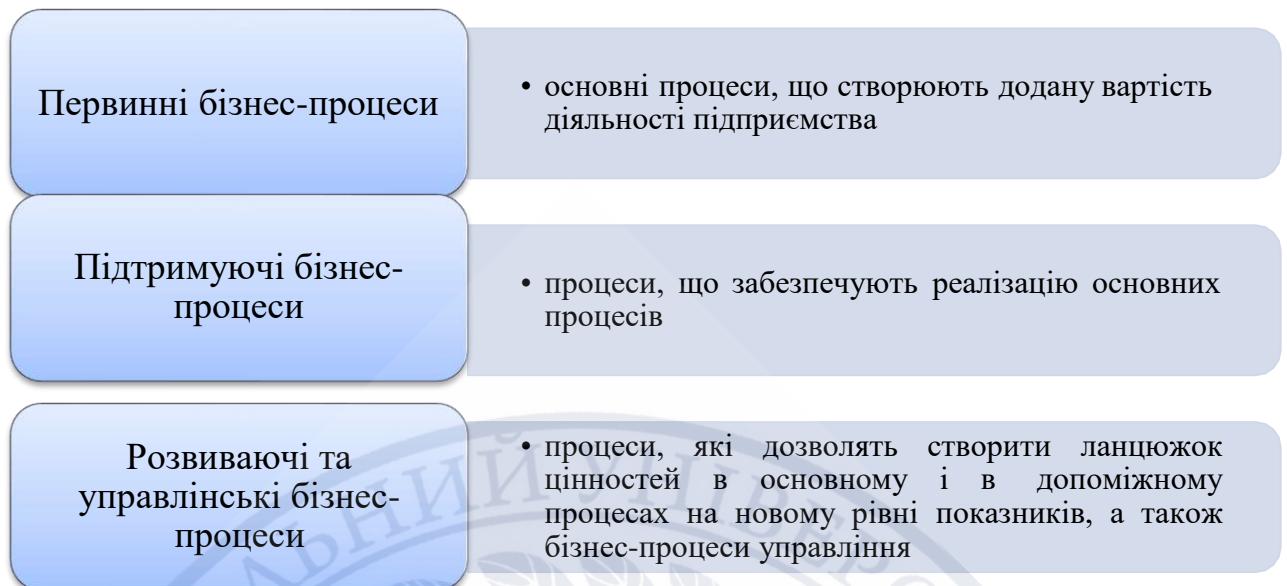 Первинні бізнес-процеси
• основні процеси, що створюють додану вартість
діяльності підприємства
Підтримуючі бізнес-
процеси
• процеси, що забезпечують реалізацію основних
процесів
Розвиваючі та
управлінські бізнес-
процеси
• процеси, які дозволять створити ланцюжок
цінностей в основному і в допоміжному
процесах на новому рівні показників, а також
бізнес-процеси управління